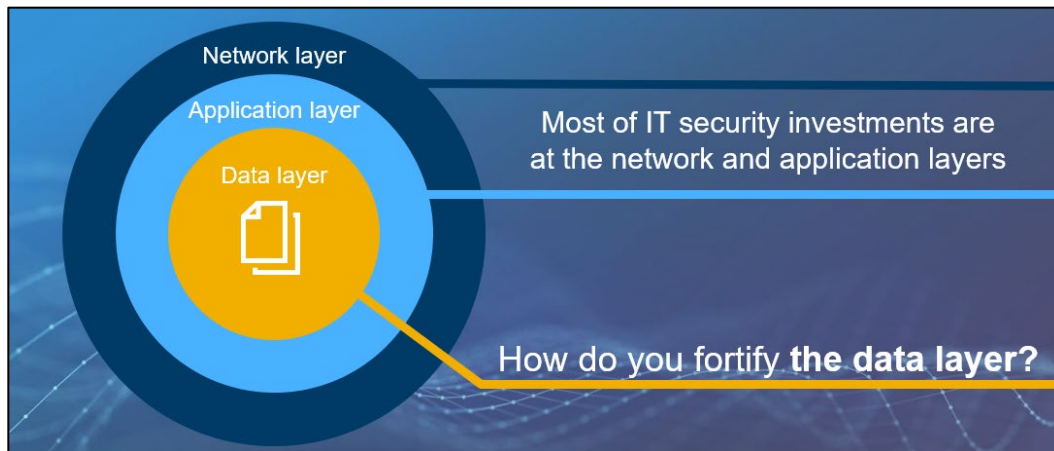 Network layer
Application layer
Data layer
Most of IT security investments are
at the network and application layers
How do you fortify the data layer?